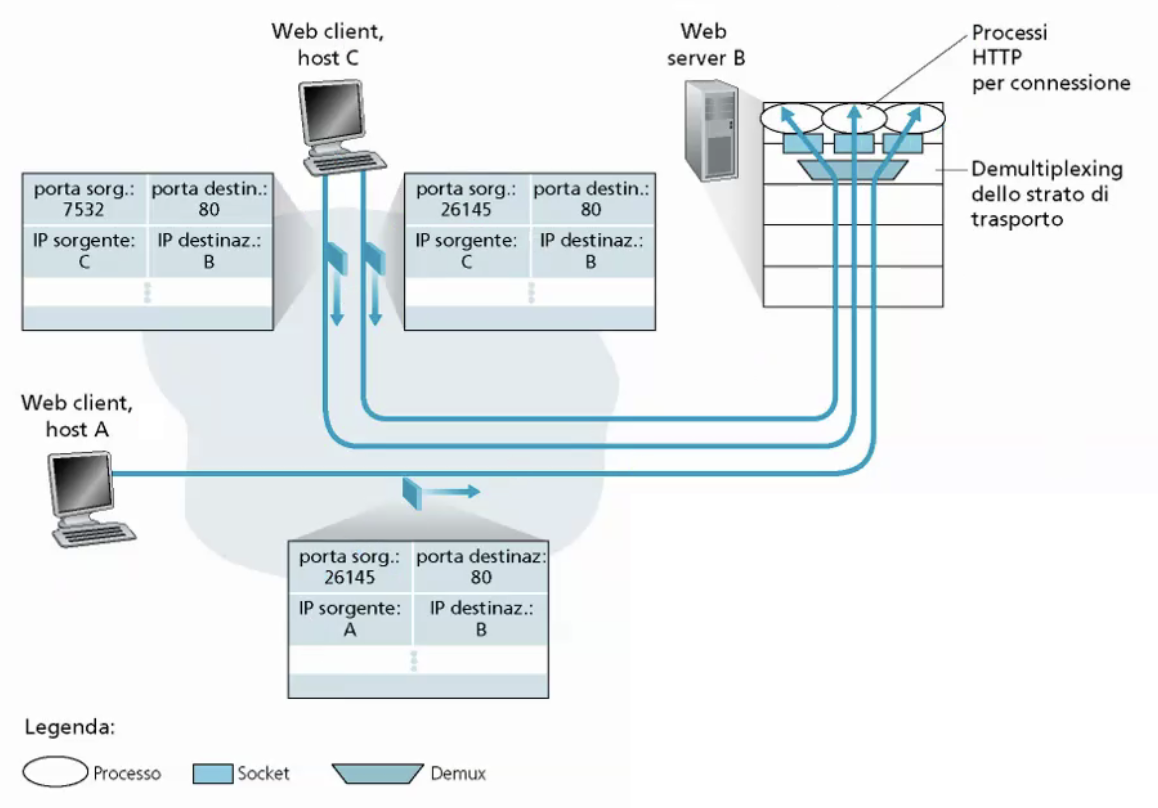 Web client,
host C
Web
server B
Processi
HTTP
per connessione
Demultiplexing
dello strato di
trasporto
porta sorg.: porta destin.:
7532 80
IP sorgente: IP destinaz.:
C B
porta sorg.: porta destin.:
26145 80
IP sorgente: IP destinaz.:
C B
Web client,
host A
porta sorg.: porta destinaz:
26145 80
IP sorgente: IP destinaz.:
A B
Legenda:
Processo Socket Demux